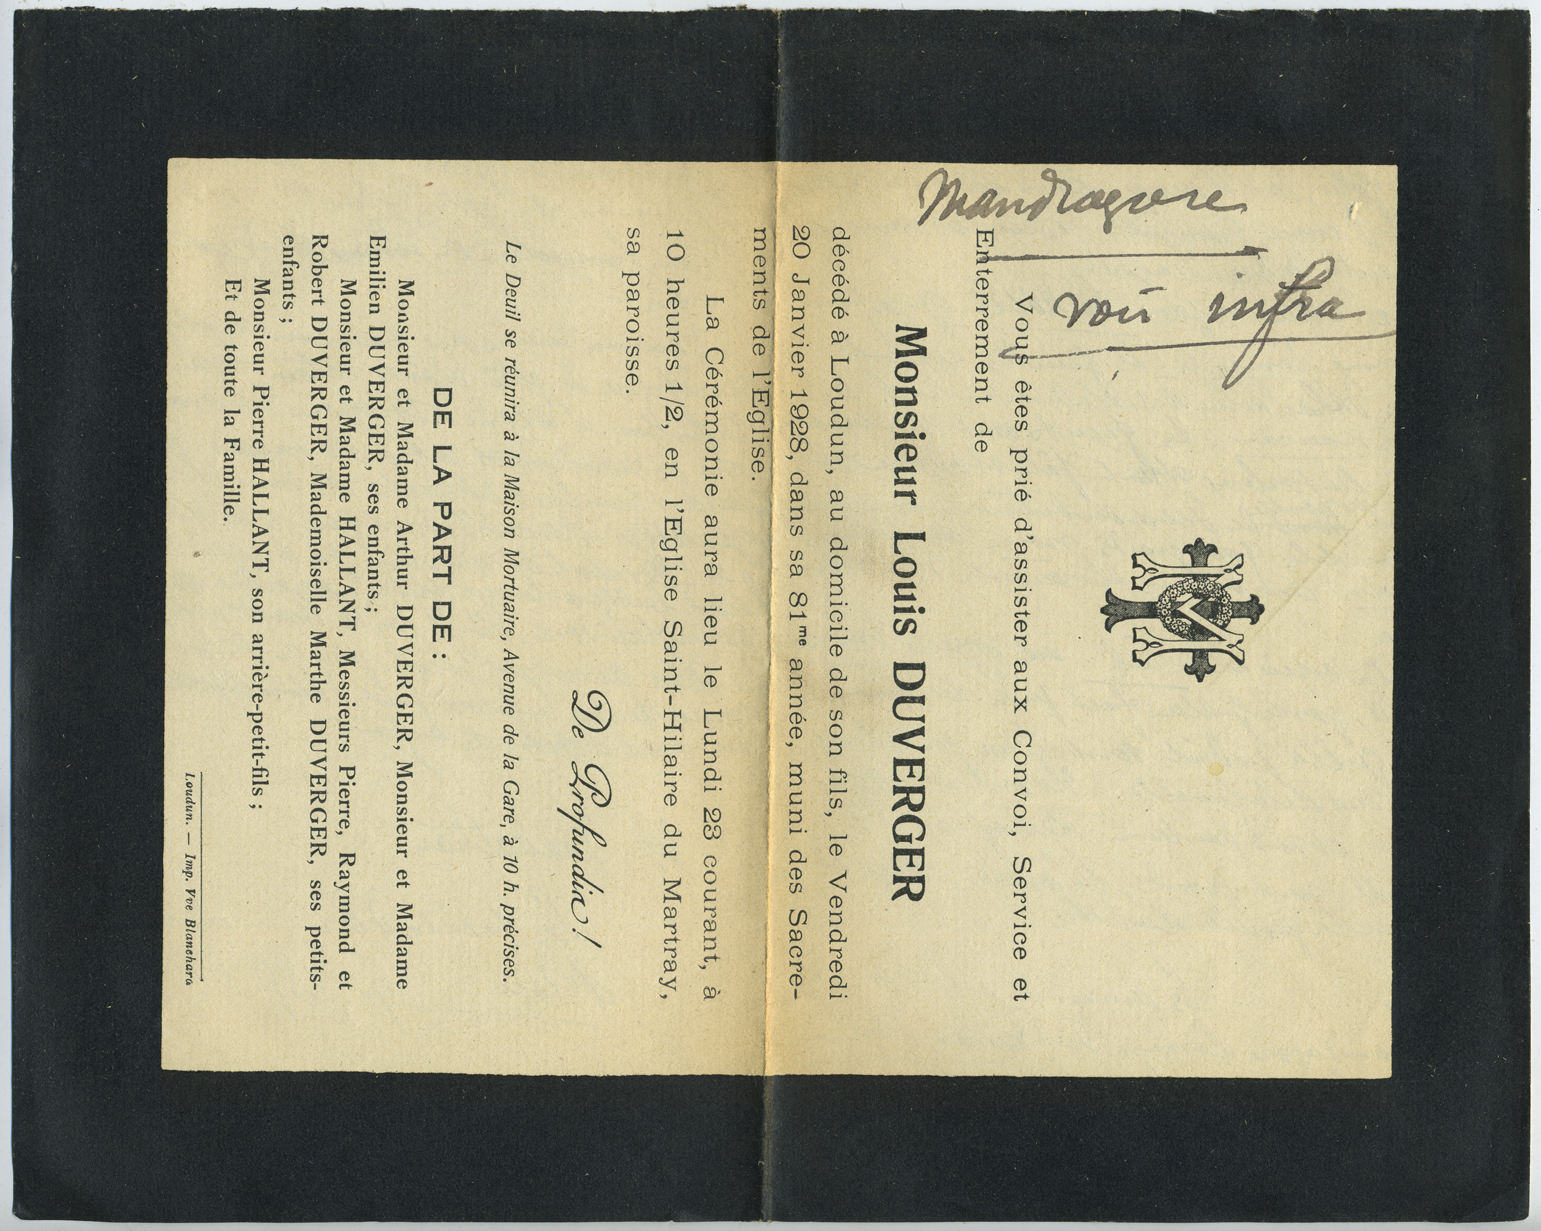 Mandragore
voir infra
M
Vous êtes prié d'assister aux Convoi, Service et
Enterrement de
Monsieur Louis DUVERGER
décédé à Loudun, au domicile de son fils, le Vendredi
20 Janvier 1928, dans sa 81me année, muni des Sacre-
ments de l'Eglise.
La Cérémonie aura lieu le Lundi 23 courant, à
10 heures 1/2, en l'Eglise Saint-Hilaire du Martray,
sa paroisse.
De Profundis!
Le Deuil se réunira à la Maison Mortuaire, Avenue de la Gare, à 10 h. précises.
DE LA PART DE :
Monsieur et Madame Arthur DUVERGER, Monsieur et Madame
Emilien DUVERGER, ses enfants ;
Monsieur et Madame HALLANT, Messieurs Pierre, Raymond et
Robert DUVERGER, Mademoiselle Marthe DUVERGER, ses petits-
enfants ;
Monsieur Pierre HALLANT, son arrière-petit-fils ;
Et de toute la Famille.
Loudun. — Imp. Vve Blanchard